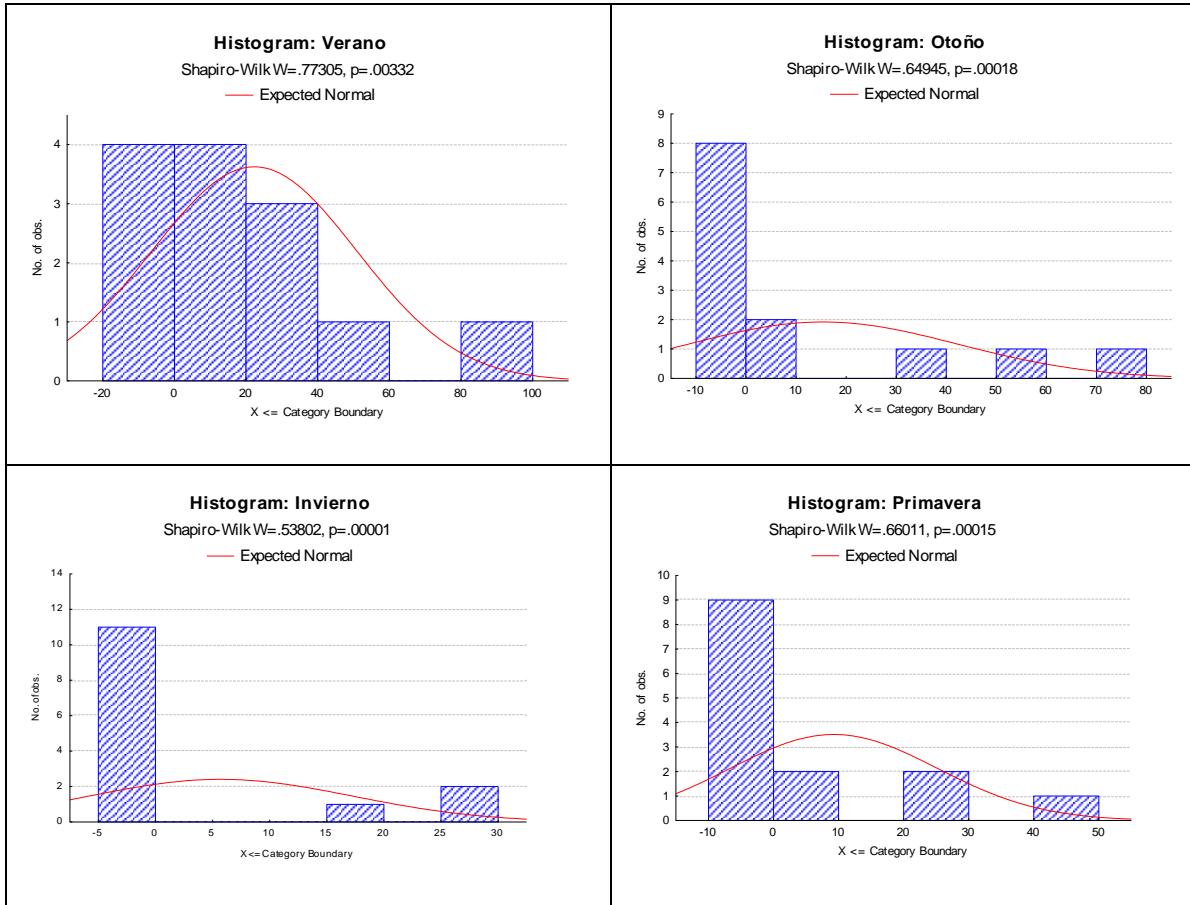 Histogram: Verano
Shapiro-Wilk W=.77305, p=.00332
Expected Normal
4
3
2
1
0
No. of obs.
-20 0 20 40 60 80 100
X <= Category Boundary
Histogram: Otoño
Shapiro-Wilk W=.64945, p=.00018
Expected Normal
9
8
7
6
5
4
3
2
1
0
No. of obs.
-10 0 10 20 30 40 50 60 70 80
X <= Category Boundary
Histogram: Invierno
Shapiro-Wilk W=.53802, p=.00001
Expected Normal
14
12
10
8
6
4
2
0
No. of obs.
-5 0 5 10 15 20 25 30
X <= Category Boundary
Histogram: Primavera
Shapiro-Wilk W=.66011, p=.00015
Expected Normal
10
9
8
7
6
5
4
3
2
1
0
No. of obs.
-10 0 10 20 30 40 50
X <= Category Boundary